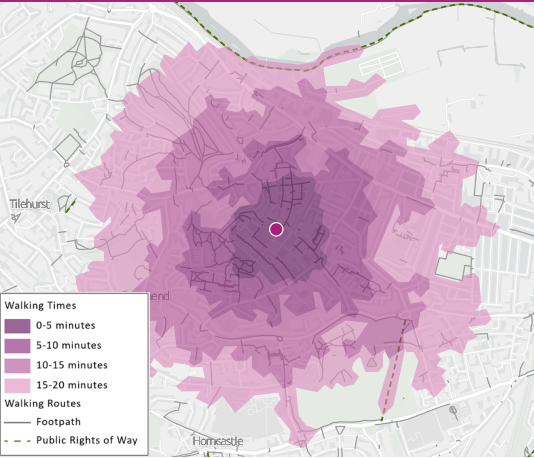 Tilehurst
end
Walking Times
0-5 minutes
5-10 minutes
10-15 minutes
15-20 minutes
Walking Routes
Footpath
Public Rights of Way
Horncastle